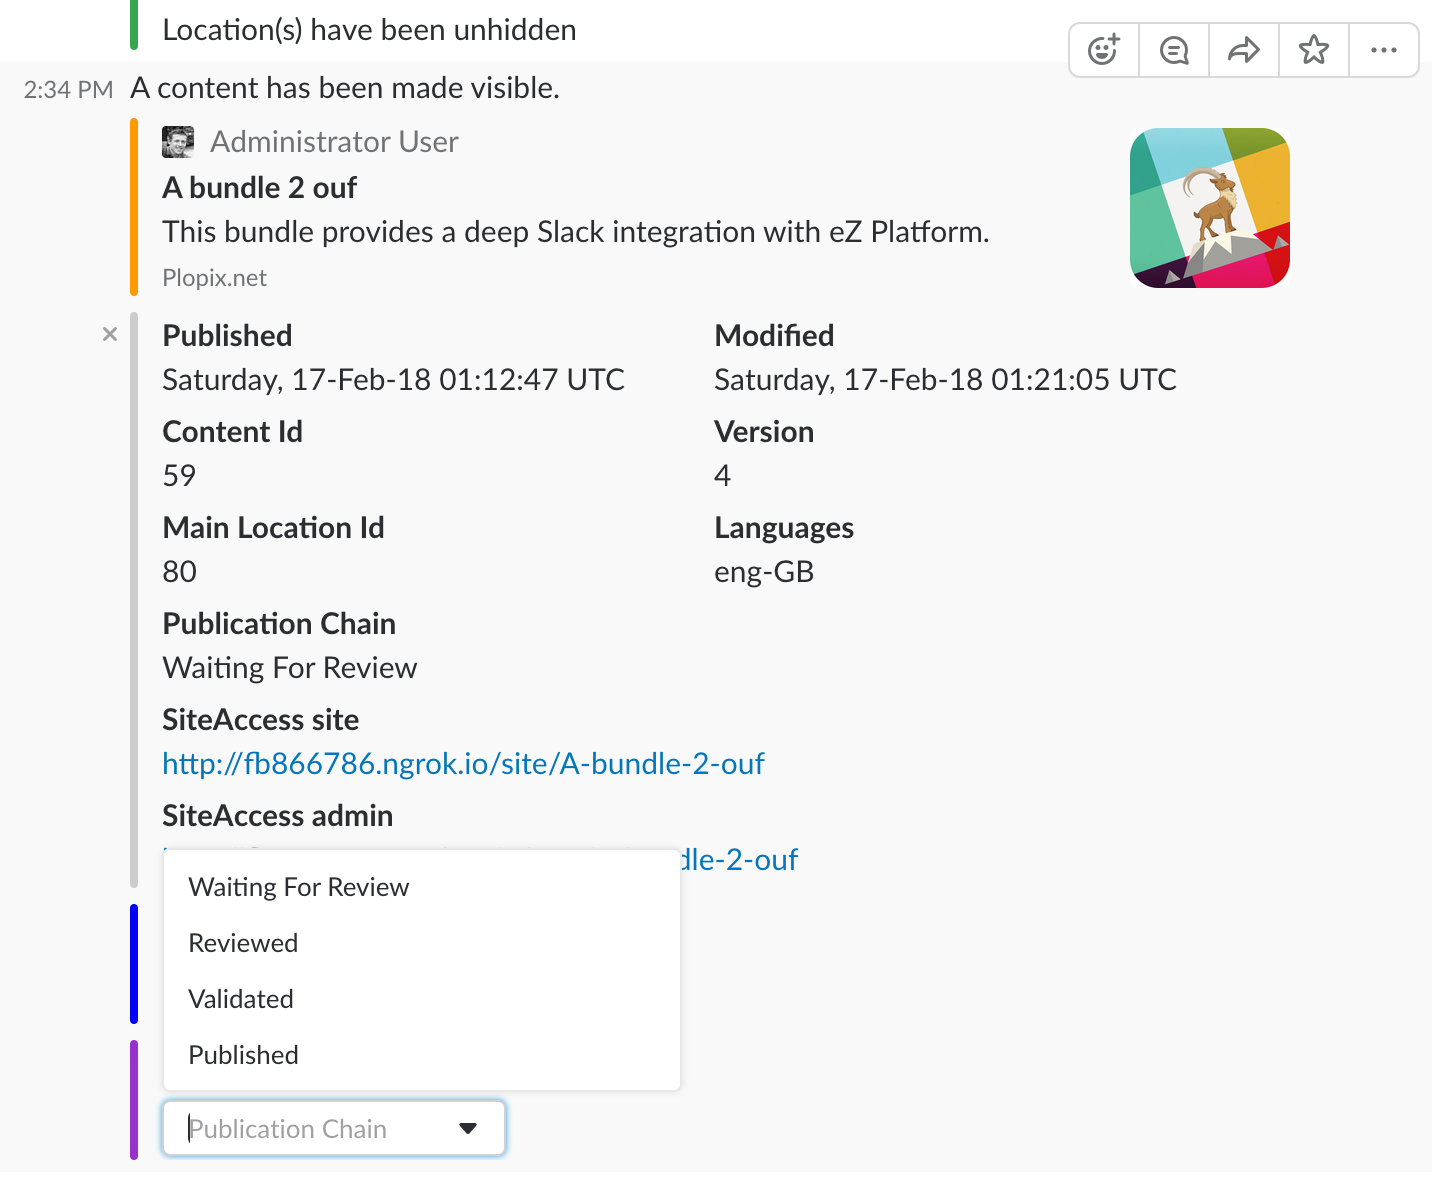 Location(s) have been unhidden
2:34 PM A content has been made visible.
Administrator User
A bundle 2 ouf
This bundle provides a deep Slack integration with eZ Platform.
Plopix.net
Published Modified
Saturday, 17-Feb-18 01:12:47 UTC Saturday, 17-Feb-18 01:21:05 UTC
Content Id Version
59 4
Main Location Id Languages
80 eng-GB
Publication Chain
Waiting For Review
SiteAccess site
http://fb866786.ngrok.io/site/A-bundle-2-ouf
SiteAccess admin
dle-2-ouf
Waiting For Review
Reviewed
Validated
Published
Publication Chain